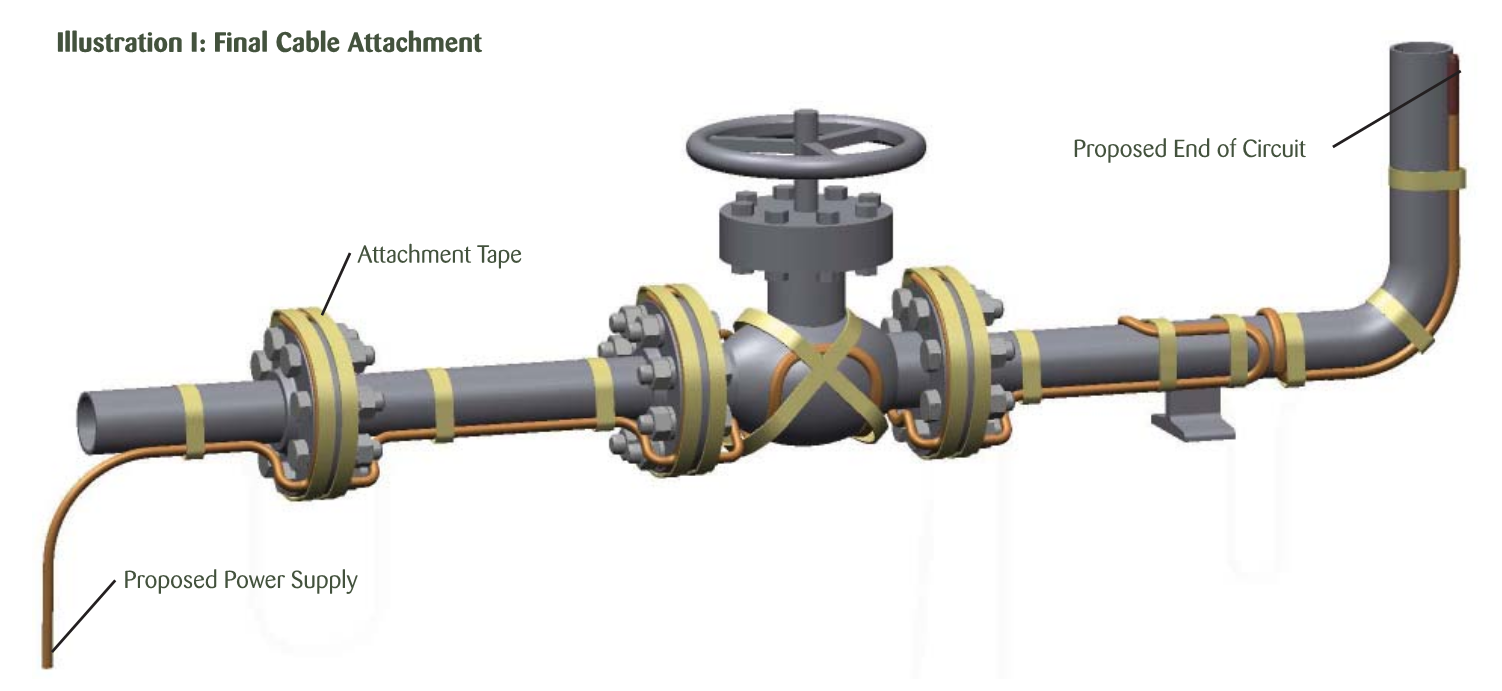 Illustration I: Final Cable Attachment
Proposed End of Circuit
Attachment Tape
Proposed Power Supply